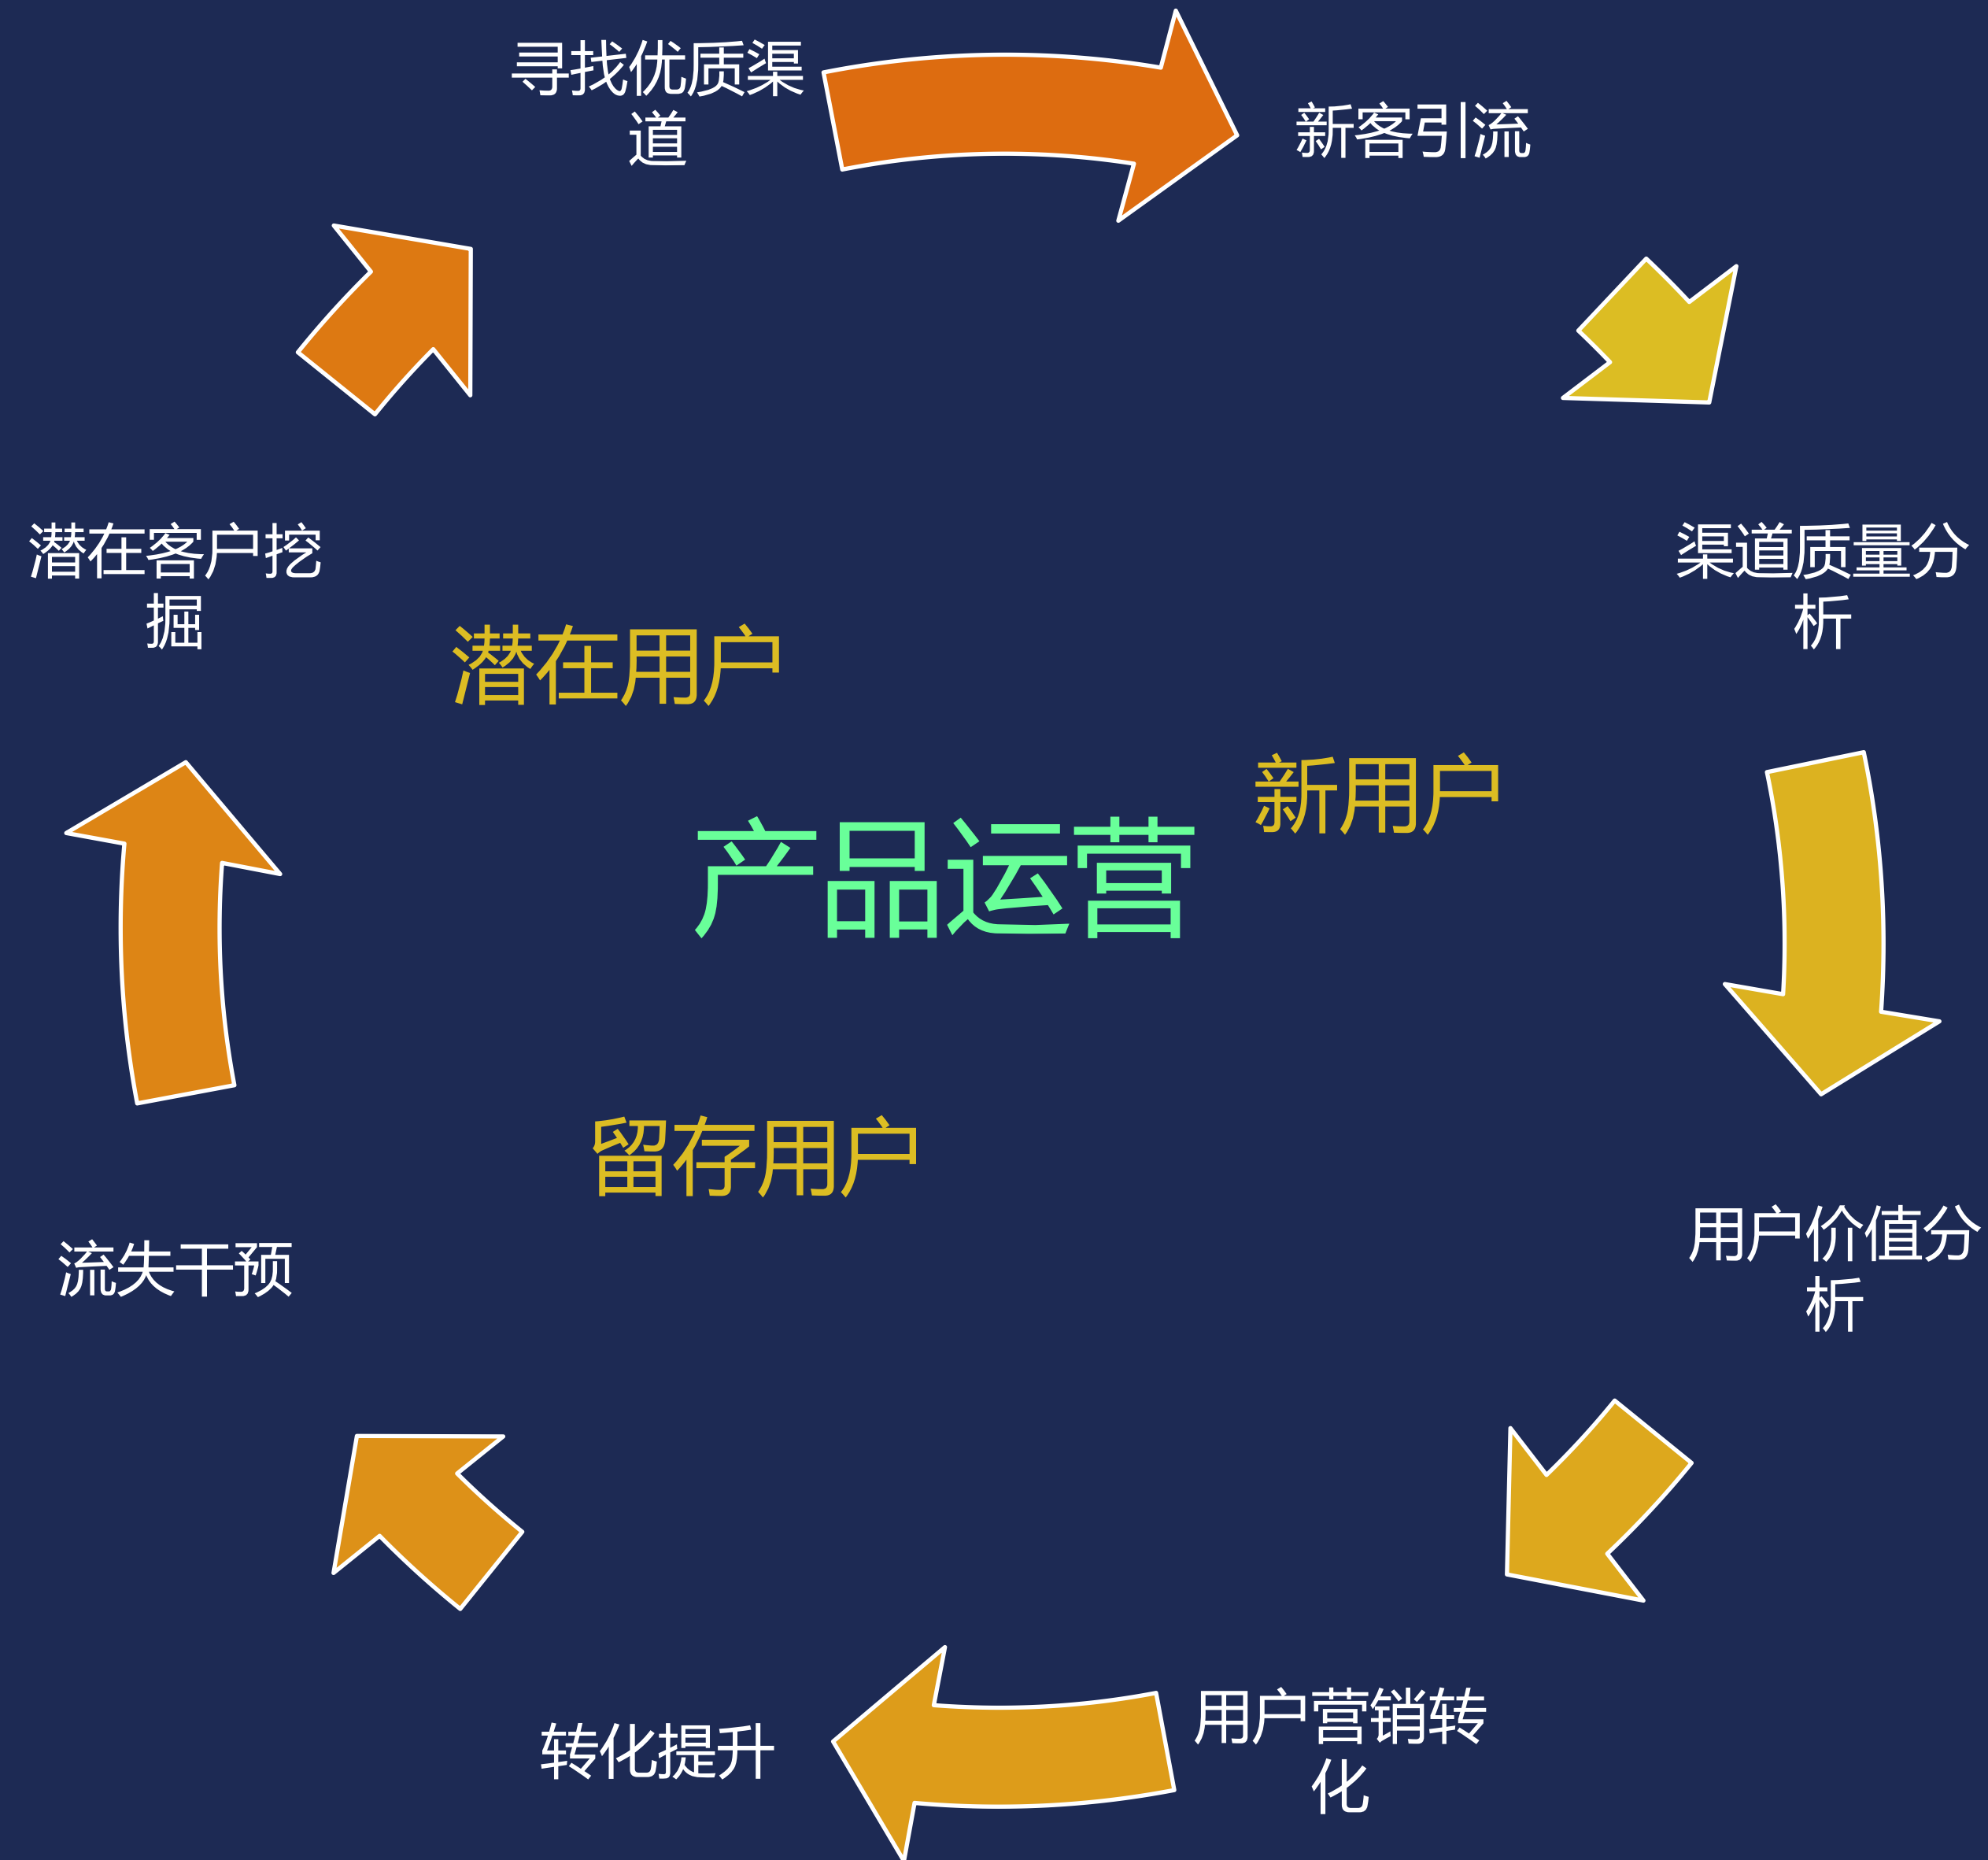 寻找优质渠
道
新客引流
潜在客户挖
掘
渠道质量分
析
潜在用户
新用户
产品运营
留存用户
流失干预
用户价值分
析
转化提升
用户营销转
化